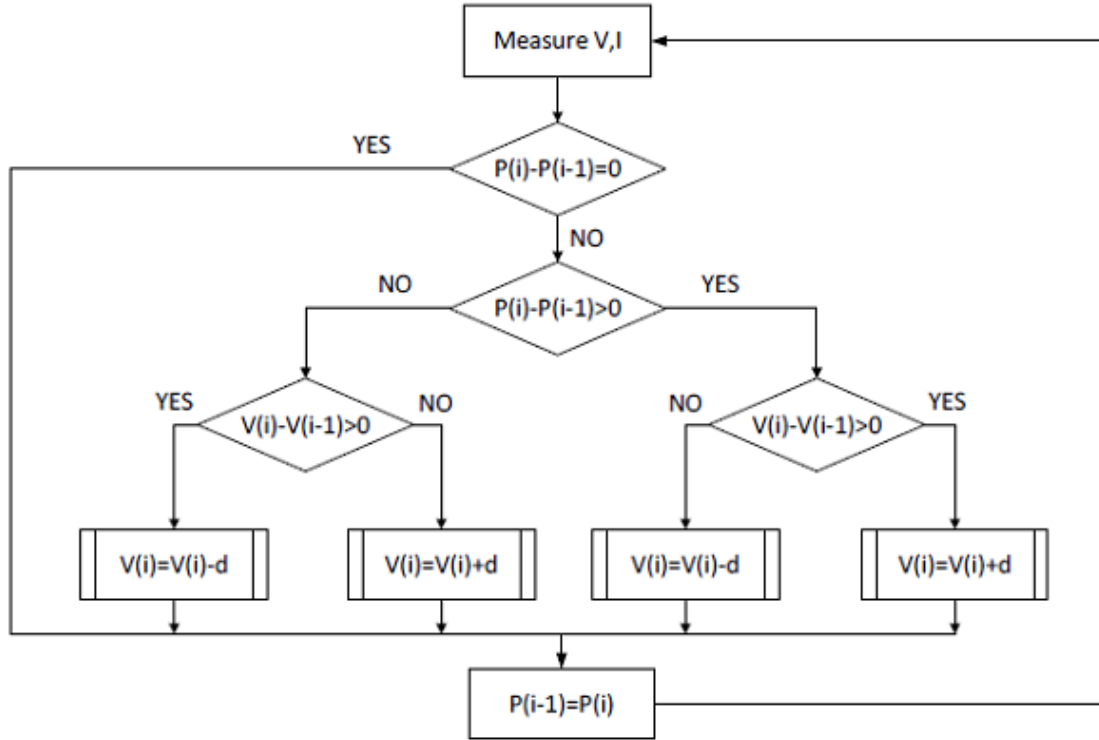 Measure V,I
YES
P(i)-P(i-1)=0
NO
NO
P(i)-P(i-1)>0
YES
YES
V(i)-V(i-1)>0
NO
NO
V(i)-V(i-1)>0
YES
V(i)=V(i)-d
V(i)=V(i)+d
V(i)=V(i)-d
V(i)=V(i)+d
P(i-1)=P(i)